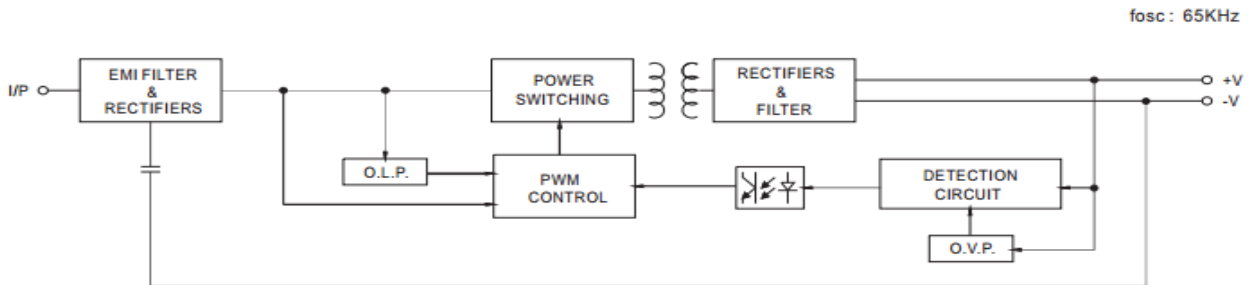 fosc : 65KHz
I/P
EMI FILTER
&
RECTIFIERS
POWER
SWITCHING
RECTIFIERS
&
FILTER
+V
-V
O.L.P.
PWM
CONTROL
DETECTION
CIRCUIT
O.V.P.